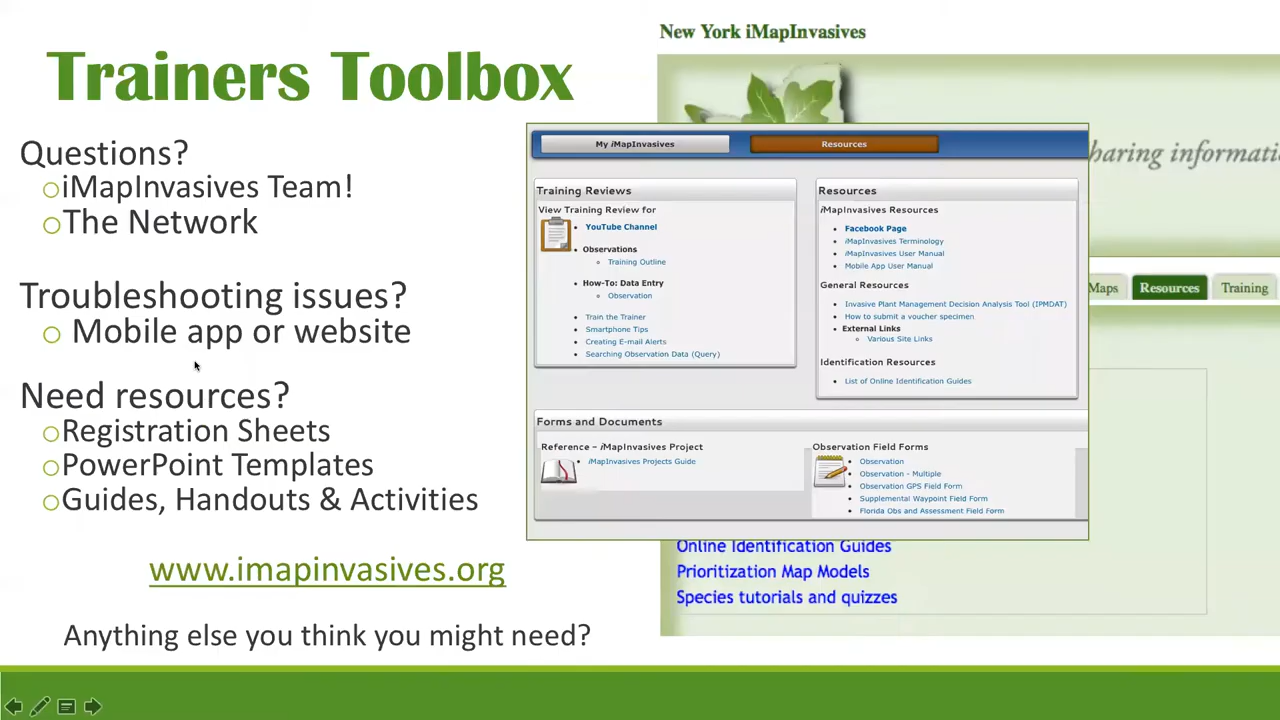 Trainers Toolbox
Questions?
iMapInvasives Team!
The Network
Troubleshooting issues?
Mobile app or website
Need resources?
Registration Sheets
PowerPoint Templates
Guides, Handouts & Activities
www.imapinvasives.org
Anything else you think you might need?
New York iMapInvasives
haring informati
Maps
Resources
Training
My iMapInvasives
Resources
Training Reviews
View Training Review for
YouTube Channel
Observations
Training Outline
How-To: Data Entry
Observation
Train the Trainer
Smartphone Tips
Creating E-mail Alerts
Searching Observation Data (Query)
Resources
iMapInvasives Resources
Facebook Page
iMapInvasives Terminology
iMapInvasives User Manual
Mobile App User Manual
General Resources
Invasive Plant Management Decision Analysis Tool (IPMDAT)
How to submit a voucher specimen
External Links
Various Site Links
Identification Resources
List of Online Identification Guides
Forms and Documents
Reference - iMapInvasives Project
iMapInvasives Projects Guide
Observation Field Forms
Observation
Observation - Multiple
Observation GPS Field Form
Supplemental Waypoint Field Form
Florida Obs and Assessment Field Form
Online Identification Guides
Prioritization Map Models
Species tutorials and quizzes